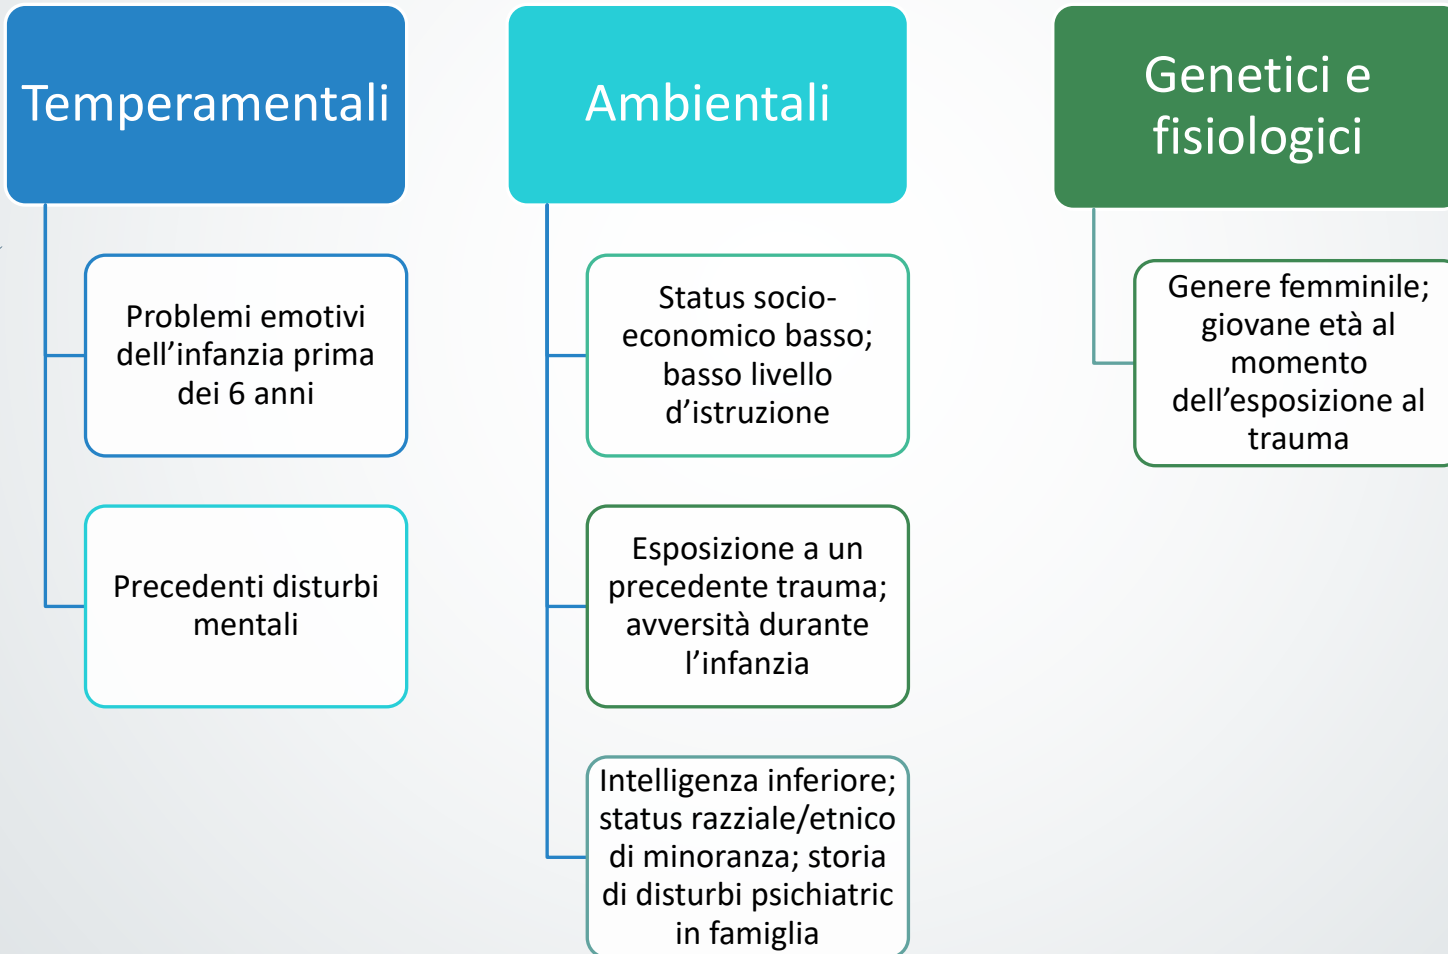 Temperamentali
Problemi emotivi
dell’infanzia prima
dei 6 anni
Precedenti disturbi
mentali
Ambientali
Status socio-
economico basso;
basso livello
d’istruzione
Esposizione a un
precedente trauma;
avversità durante
l’infanzia
Intelligenza inferiore;
status razziale/etnico
di minoranza; storia
di disturbi psichiatric
in famiglia
Genetici e
fisiologici
Genere femminile;
giovane età al
momento
dell’esposizione al
trauma